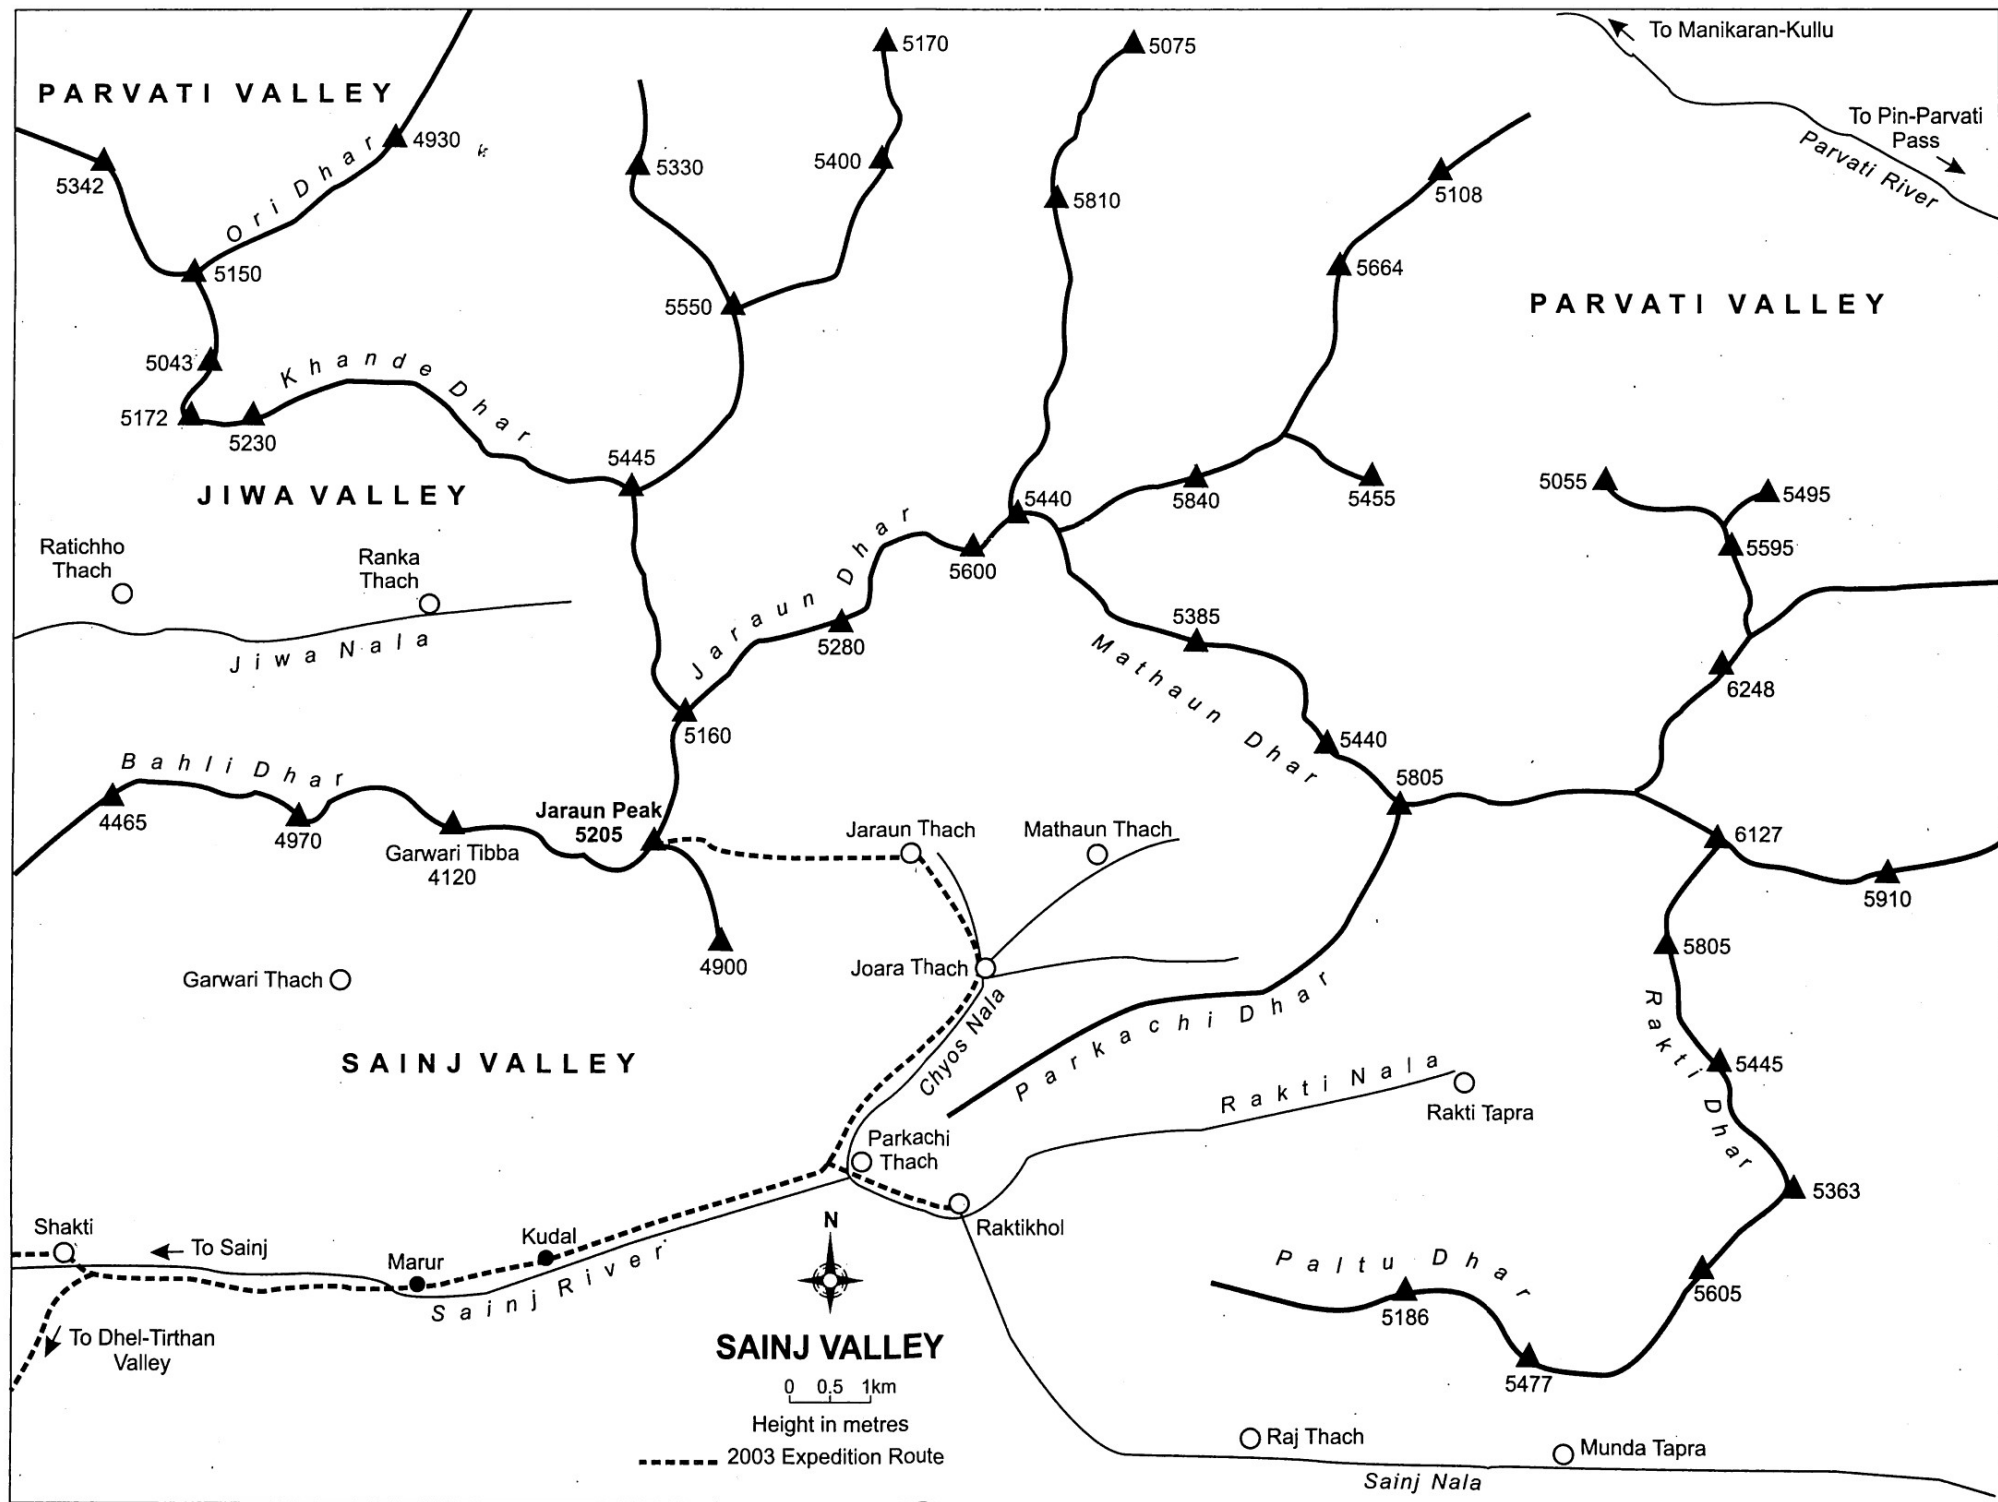 To Manikaran-Kullu
5170
5075
PARVATI VALLEY
To Pin-Parvati
Pass
Parvati River
4930
5342
Ori Dhar
5330
5400
5108
5810
5150
5664
5550
PARVATI VALLEY
5043
Khande Dhar
5172
5230
5445
5440
5840
5455
5055
5495
JIWA VALLEY
Jaraun Dhar
5600
5595
Ratichho
Thach
Ranka
Thach
5385
5280
Jiwa Nala
Mathaun Dhar
6248
5160
5440
Bahli Dhar
5805
4465
4970
Garwari Tibba
4120
Jaraun Peak
5205
Jaraun Thach
Mathaun Thach
6127
5910
4900
Garwari Thach
Joara Thach
5805
Chyos Nala
Parkachi Dhar
Rakti Dhar
SAINJ VALLEY
5445
Rakti Nala
Rakti Tapra
Parkachi
Thach
5363
Raktikhol
Shakti
To Sainj
Kudal
Marur
Sainj River
N
Paltu Dhar
5186
5605
To Dhel-Tirthan
Valley
SAINJ VALLEY
5477
0 0.5 1km
Height in metres
2003 Expedition Route
Raj Thach
Munda Tapra
Sainj Nala